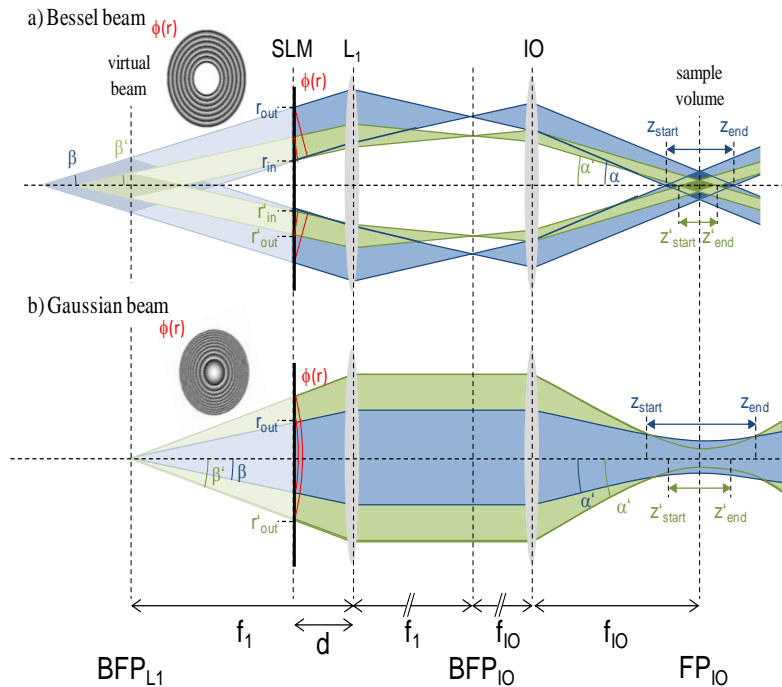 a) Bessel beam
ϕ(r)
SLM
L1
IO
virtual
beam
sample
volume
ϕ(r)
rout
zstart
zend
β
β'
rin
α'
α
r'in
r'out
z'start
z'end
b) Gaussian beam
ϕ(r)
ϕ(r)
rout
zstart
zend
β'
β
α'
α'
r'out
z'start
z'end
f1
d
f1
fIO
fIO
BFPL1
BFPIO
FPIO